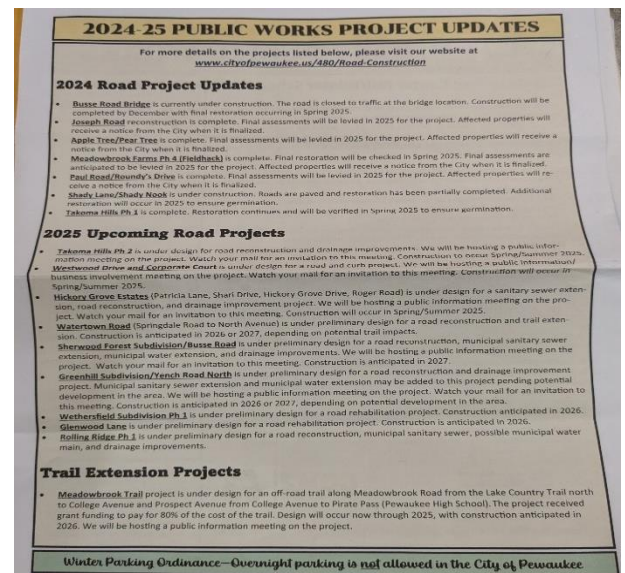 2024-25 PUBLIC WORKS PROJECT UPDATES
For more details on the projects listed below, please visit our website at
www.cityofpewaukee.us/480/Road-Construction
2024 Road Project Updates
• Busse Road Bridge is currently under construction. The road is closed to traffic at the bridge location. Construction will be
completed by December with final restoration occurring in Spring 2025.
• Joseph Road reconstruction is complete. Final assessments will be levied in 2025 for the project. Affected properties will
receive a notice from the City when it is finalized.
• Apple Tree/Pear Tree is complete. Final assessments will be levied in 2025 for the project. Affected properties will receive a
notice from the City when it is finalized.
• Meadowbrook Farms Ph 4 (Fieldhack) is complete. Final restoration will be checked in Spring 2025. Final assessments are
anticipated to be levied in 2025 for the project. Affected properties will receive a notice from the City when it is finalized.
• Paul Road/Roundy's Drive is complete. Final assessments will be levied in 2025 for the project. Affected properties will re-
ceive a notice from the City when it is finalized.
• Shady Lane/Shady Nook is under construction. Roads are paved and restoration has been partially completed. Additional
restoration will occur in 2025 to ensure germination.
• Takoma Hills Ph 1 is complete. Restoration continues and will be verified in Spring 2025 to ensure germination.
2025 Upcoming Road Projects
• Takoma Hills Ph 2 is under design for road reconstruction and drainage improvements. We will be hosting a public infor-
mation meeting on the project. Watch your mail for an invitation to this meeting. Construction to occur Spring/Summer 2025.
• Westwood Drive and Corporate Court is under design for a road and curb project. We will be hosting a public information/
business involvement meeting on the project. Watch your mail for an invitation to this meeting. Construction will occur in
Spring/Summer 2025.
• Hickory Grove Estates (Patricia Lane, Shari Drive, Hickory Grove Drive, Roger Road) is under design for a sanitary sewer exten-
sion, road reconstruction, and drainage improvement project. We will be hosting a public information meeting on the pro-
ject. Watch your mail for an invitation to this meeting. Construction will occur in Spring/Summer 2025.
• Watertown Road (Springdale Road to North Avenue) is under preliminary design for a road reconstruction and trail exten-
sion. Construction is anticipated in 2026 or 2027, depending on potential trail impacts.
• Sherwood Forest Subdivision/Busse Road is under preliminary design for a road reconstruction, municipal sanitary sewer
extension, municipal water extension, and drainage improvements. We will be hosting a public information meeting on the
project. Watch your mail for an invitation to this meeting. Construction is anticipated in 2027.
• Greenhill Subdivision/Yench Road North is under preliminary design for a road reconstruction and drainage improvement
project. Municipal sanitary sewer extension and municipal water extension may be added to this project pending potential
development in the area. We will be hosting a public information meeting on the project. Watch your mail for an invitation to
this meeting. Construction is anticipated in 2026 or 2027, depending on potential development in the area.
• Wethersfield Subdivision Ph 1 is under preliminary design for a road rehabilitation project. Construction anticipated in 2026.
• Glenwood Lane is under preliminary design for a road rehabilitation project. Construction anticipated in 2026.
• Rolling Ridge Ph 1 is under preliminary design for a road reconstruction, municipal sanitary sewer, possible municipal water
main, and drainage improvements.
Trail Extension Projects
• Meadowbrook Trail project is under design for an off-road trail along Meadowbrook Road from the Lake Country Trail north
to College Avenue and Prospect Avenue from College Avenue to Pirate Pass (Pewaukee High School). The project received
grant funding to pay for 80% of the cost of the trail. Design will occur now through 2025, with construction anticipated in
2026. We will be hosting a public information meeting on the project.
Winter Parking Ordinance—Overnight parking is not allowed in the City of Pewaukee